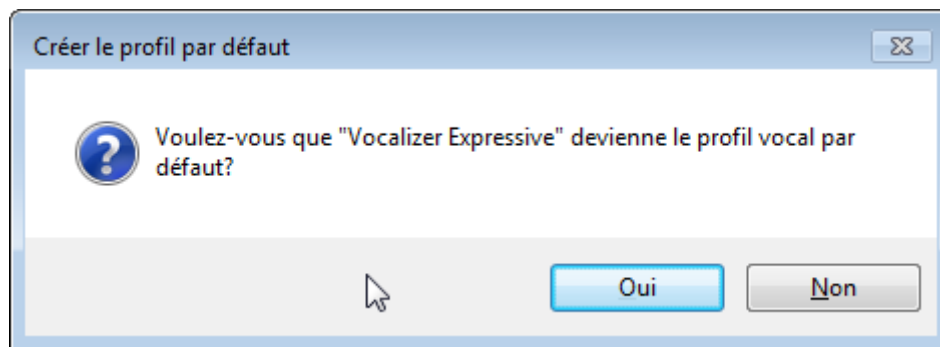 Créer le profil par défaut
Voulez-vous que "Vocalizer Expressive" devienne le profil vocal par
défaut?
Oui
Non